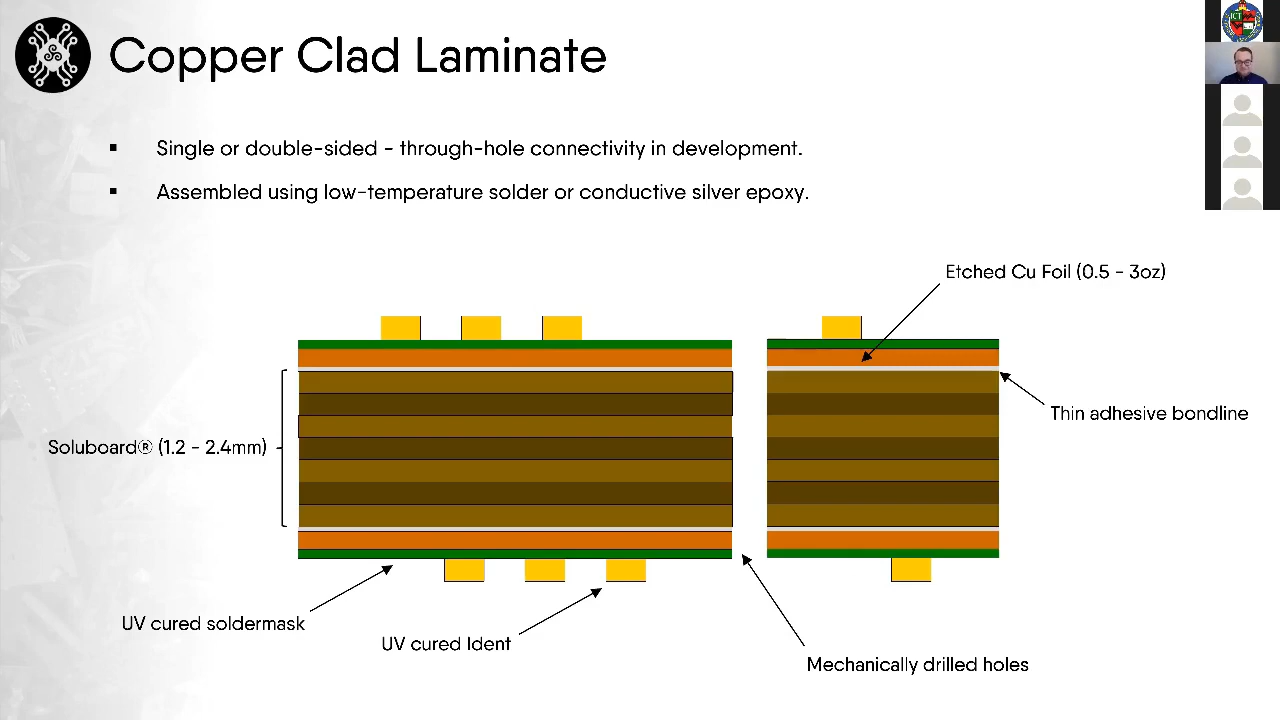 Copper Clad Laminate
Single or double-sided - through-hole connectivity in development.
Assembled using low-temperature solder or conductive silver epoxy.
Etched Cu Foil (0.5 - 3oz)
Thin adhesive bondline
Soluboard® (1.2 - 2.4mm)
UV cured soldermask
UV cured Ident
Mechanically drilled holes
ICT